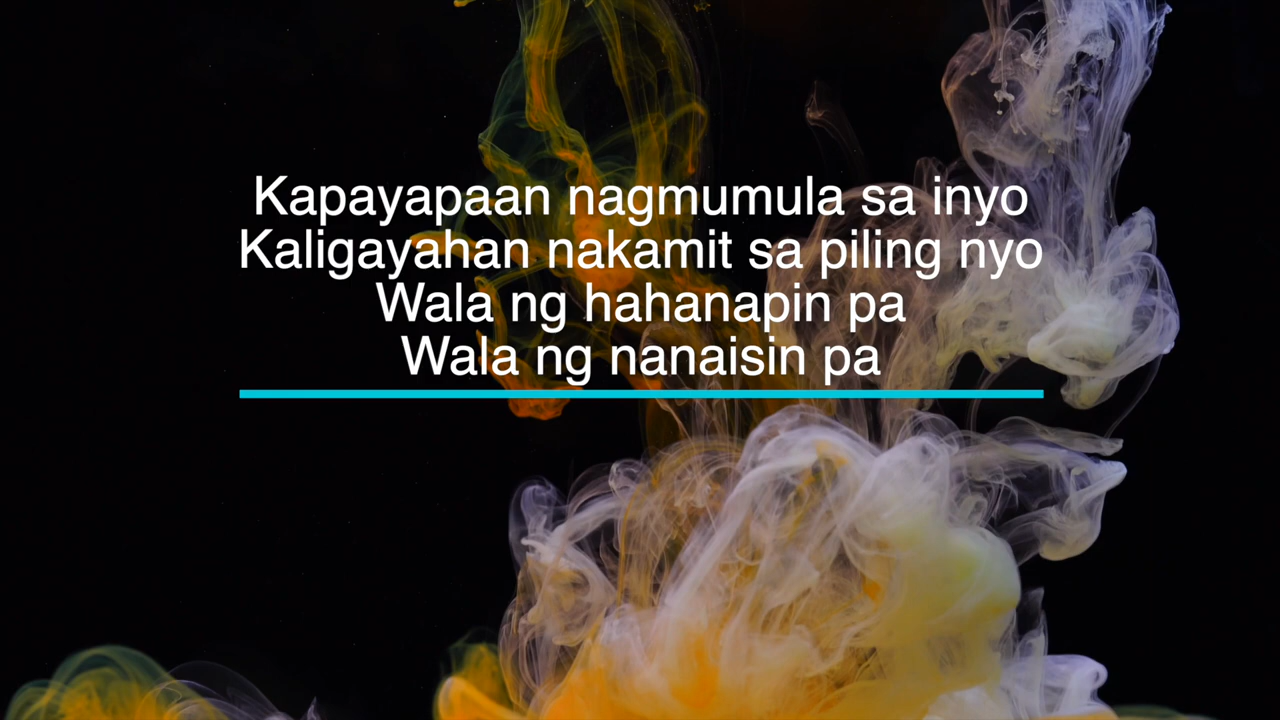 Kapayapaan nagmumula sa inyo
Kaligayahan nakamit sa piling nyo
Wala ng hahanapin pa
Wala ng nanaisin pa